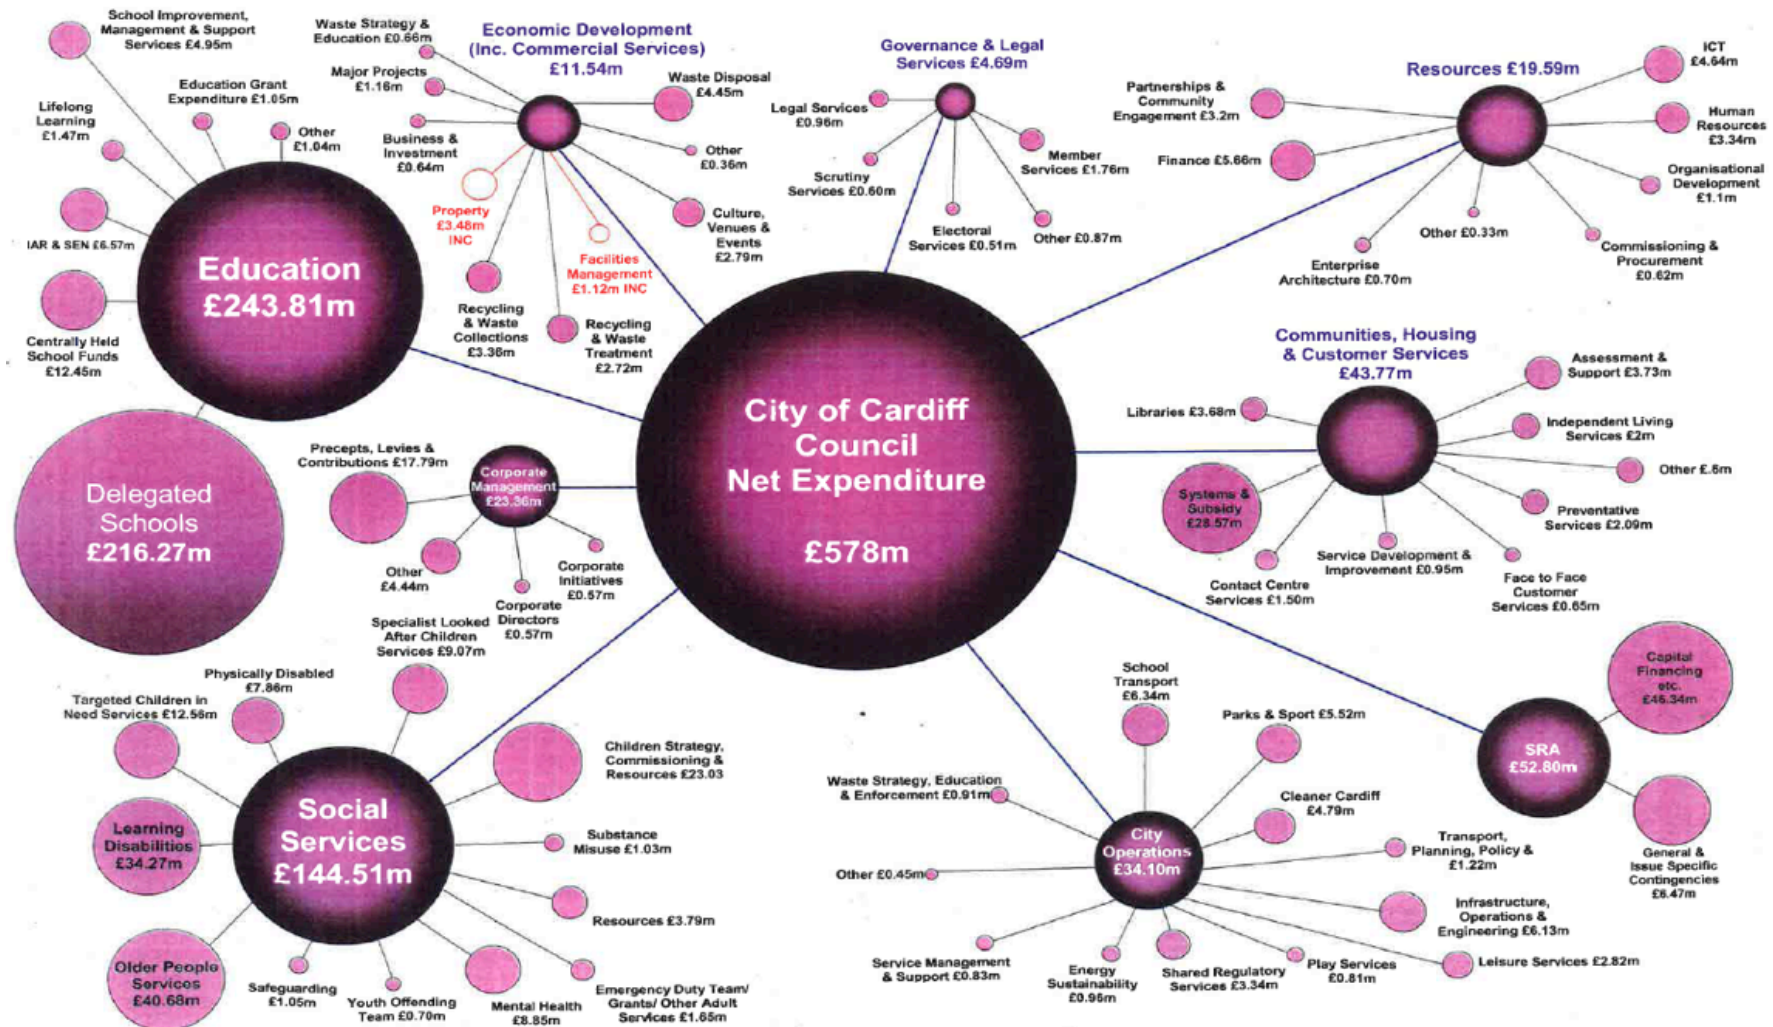 School Improvement,
Management & Support
Services £4.95m
Education Grant
Expenditure £1.05m
Lifelong
Learning
£1.47m
Other
£1.04m
IAR & SEN £6.57m
Centrally Held
School Funds
£12.45m
Education
£243.81m
Delegated
Schools
£216.27m
Waste Strategy &
Education £0.66m
Economic Development
(Inc. Commercial Services)
£11.54m
Major Projects
£1.16m
Waste Disposal
£4.45m
Business &
Investment
£0.64m
Other
£0.36m
Property
£3.48m
INC
Facilities
Management
£1.12m INC
Culture,
Venues &
Events
£2.79m
Recycling
& Waste
Collections
£3.36m
Recycling
& Waste
Treatment
£2.72m
Governance & Legal
Services £4.69m
Legal Services
£0.96m
Member
Services £1.76m
Scrutiny
Services £0.60m
Electoral
Services £0.51m
Other £0.87m
Resources £19.59m
ICT
£4.64m
Partnerships &
Community
Engagement £3.2m
Human
Resources
£3.34m
Finance £5.66m
Organisational
Development
£1.1m
Other £0.33m
Commissioning &
Procurement
£0.62m
Enterprise
Architecture £0.70m
City of Cardiff
Council
Net Expenditure
£578m
Communities, Housing
& Customer Services
£43.77m
Assessment &
Support £3.73m
Libraries £3.68m
Independent Living
Services £2m
Other £.6m
Systems &
Subsidy
£28.57m
Preventative
Services £2.09m
Service Development &
Improvement £0.95m
Contact Centre
Services £1.50m
Face to Face
Customer
Services £0.65m
Precepts, Levies &
Contributions £17.79m
Corporate
Management
£23.36m
Other
£4.44m
Corporate
Initiatives
£0.57m
Corporate
Directors
£0.57m
Specialist Looked
After Children
Services £9.07m
Physically Disabled
£7.86m
Targeted Children in
Need Services £12.56m
Children Strategy,
Commissioning &
Resources £23.03
Social
Services
£144.51m
Learning
Disabilities
£34.27m
Substance
Misuse £1.03m
Resources £3.79m
Older People
Services
£40.68m
Safeguarding
£1.05m
Youth Offending
Team £0.70m
Mental Health
£8.85m
Emergency Duty Team/
Grants/ Other Adult
Services £1.65m
School
Transport
£6.34m
Parks & Sport £5.52m
Waste Strategy, Education
& Enforcement £0.91m
Cleaner Cardiff
£4.79m
City
Operations
£34.10m
Transport,
Planning, Policy &
£1.22m
Other £0.45m
Infrastructure,
Operations &
Engineering £6.13m
Service Management
& Support £0.83m
Energy
Sustainability
£0.96m
Shared Regulatory
Services £3.34m
Play Services
£0.81m
Leisure Services £2.82m
Capital
Financing
etc.
£46.34m
SRA
£52.80m
General &
Issue Specific
Contingencies
£6.47m